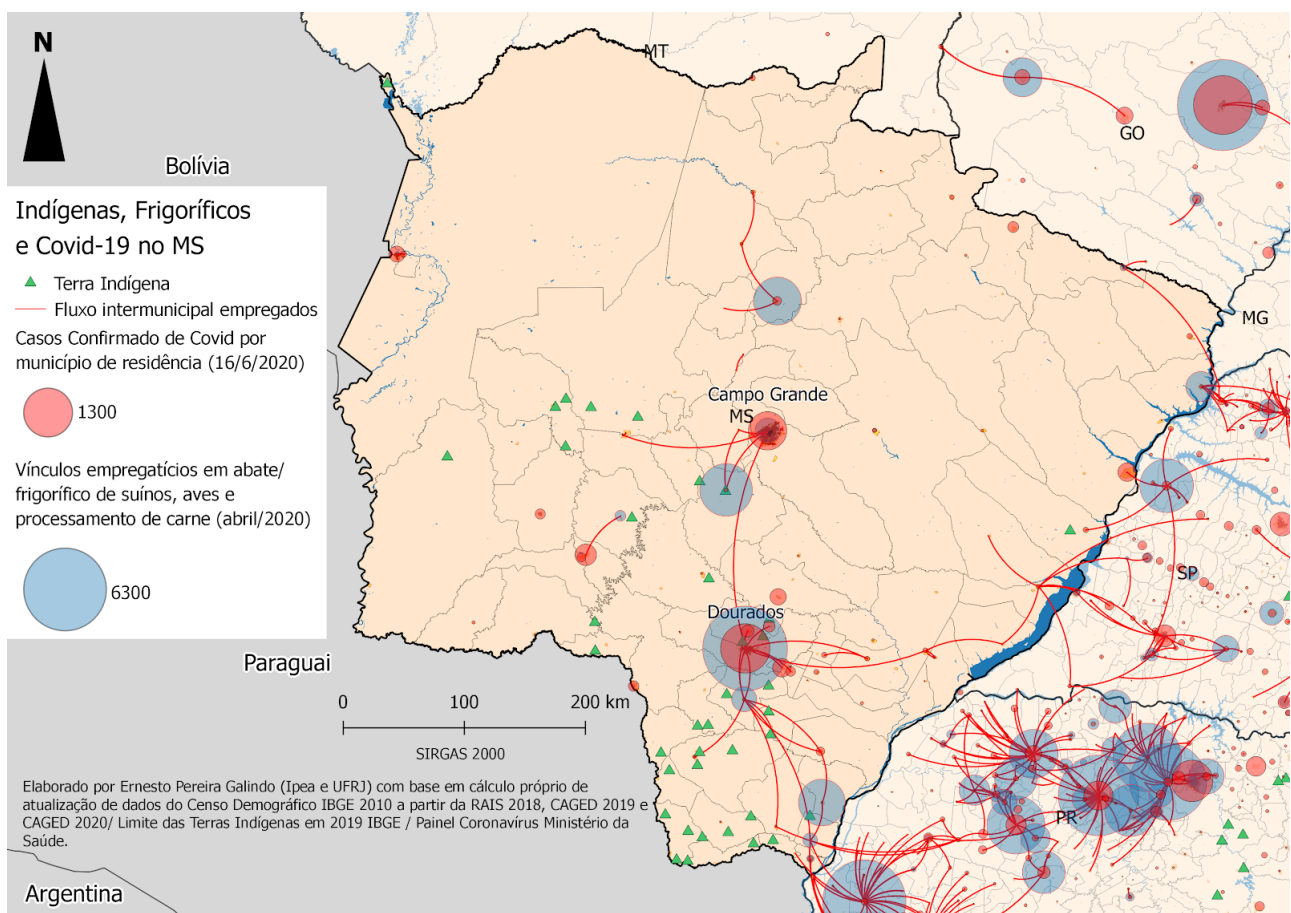 N
MT
GO
Bolívia
Indígenas, Frigoríficos
e Covid-19 no MS
Terra Indígena
Fluxo intermunicipal empregados
Casos Confirmado de Covid por
município de residência (16/6/2020)
1300
Vínculos empregatícios em abate/
frigorífico de suínos, aves e
processamento de carne (abril/2020)
6300
MG
Campo Grande
MS
SP
Dourados
Paraguai
0 100 200 km
SIRGAS 2000
Elaborado por Ernesto Pereira Galindo (Ipea e UFRJ) com base em cálculo próprio de
atualização de dados do Censo Demográfico IBGE 2010 a partir da RAIS 2018, CAGED 2019 e
CAGED 2020/ Limite das Terras Indígenas em 2019 IBGE / Painel Coronavírus Ministério da
Saúde.
PR
Argentina